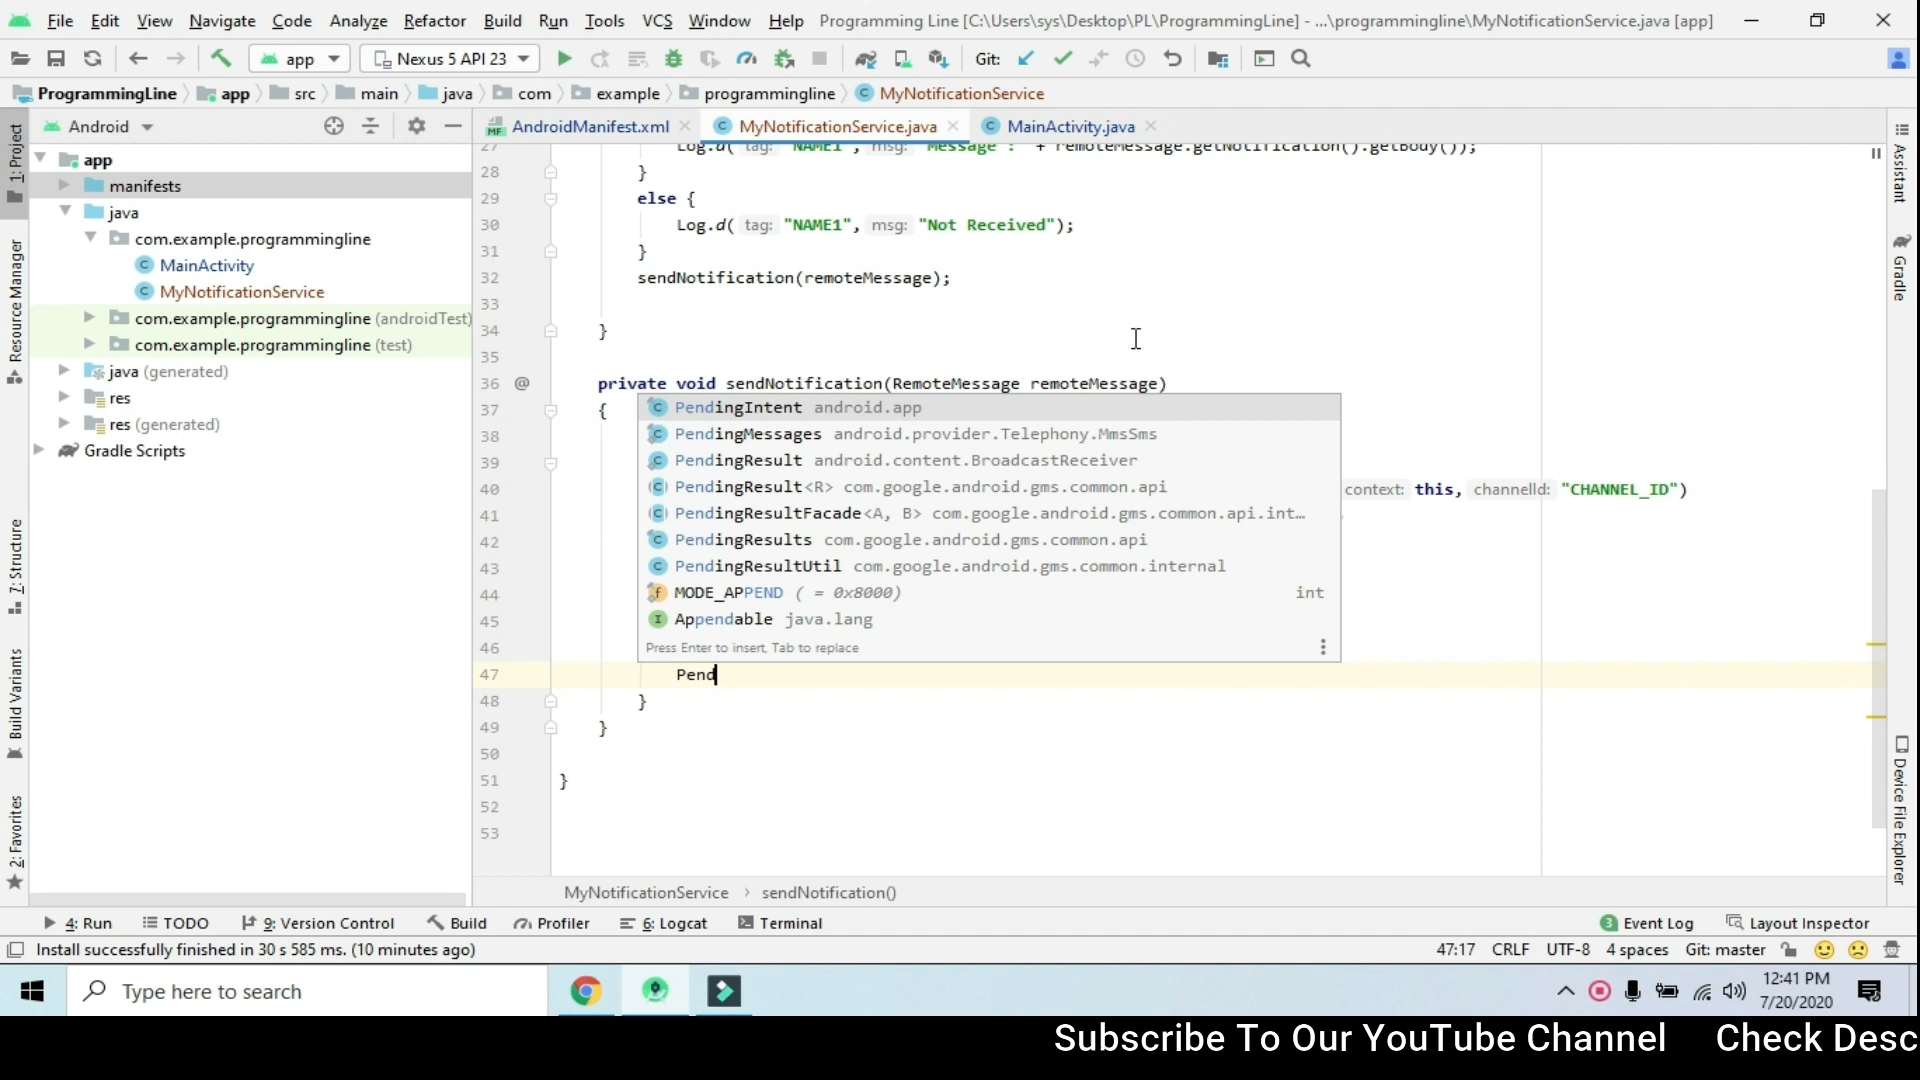 File Edit View Navigate Code Analyze Refactor Build Run Tools VCS Window Help Programming Line [C:\Users\sys\Desktop\PL\ProgrammingLine] - ...\programmingline\MyNotificationService.java [app]
app Nexus 5 API 23 Git:
ProgrammingLine app src main java com example programmingline MyNotificationService
Android AndroidManifest.xml MyNotificationService.java MainActivity.java
1: Project
Resource Manager
7: Structure
Build Variants
2: Favorites
app
manifests
java
com.example.programmingline
MainActivity
MyNotificationService
com.example.programmingline (androidTest)
com.example.programmingline (test)
java (generated)
res
res (generated)
Gradle Scripts
27 Log.d( tag: "NAME1", msg: "Message : " + remoteMessage.getNotification().getBody());
28 }
29 else {
30 Log.d( tag: "NAME1", msg: "Not Received");
31 }
32 sendNotification(remoteMessage);
33
34 }
35
36 @ private void sendNotification(RemoteMessage remoteMessage)
37 {
38
39
40 context: this, channelId: "CHANNEL_ID")
41
42
43
44
45
46
47 Pend
48 }
49 }
50
51 }
52
53
PendingIntent android.app
PendingMessages android.provider.Telephony.MmsSms
PendingResult android.content.BroadcastReceiver
PendingResult<R> com.google.android.gms.common.api
PendingResultFacade<A, B> com.google.android.gms.common.api.int…
PendingResults com.google.android.gms.common.api
PendingResultUtil com.google.android.gms.common.internal
MODE_APPEND ( = 0x8000) int
Appendable java.lang
Press Enter to insert, Tab to replace
MyNotificationService › sendNotification()
Assistant
Gradle
Device File Explorer
4: Run TODO 9: Version Control Build Profiler 6: Logcat Terminal 3 Event Log Layout Inspector
Install successfully finished in 30 s 585 ms. (10 minutes ago) 47:17 CRLF UTF-8 4 spaces Git: master
Type here to search
12:41 PM
7/20/2020
Subscribe To Our YouTube Channel Check Desc